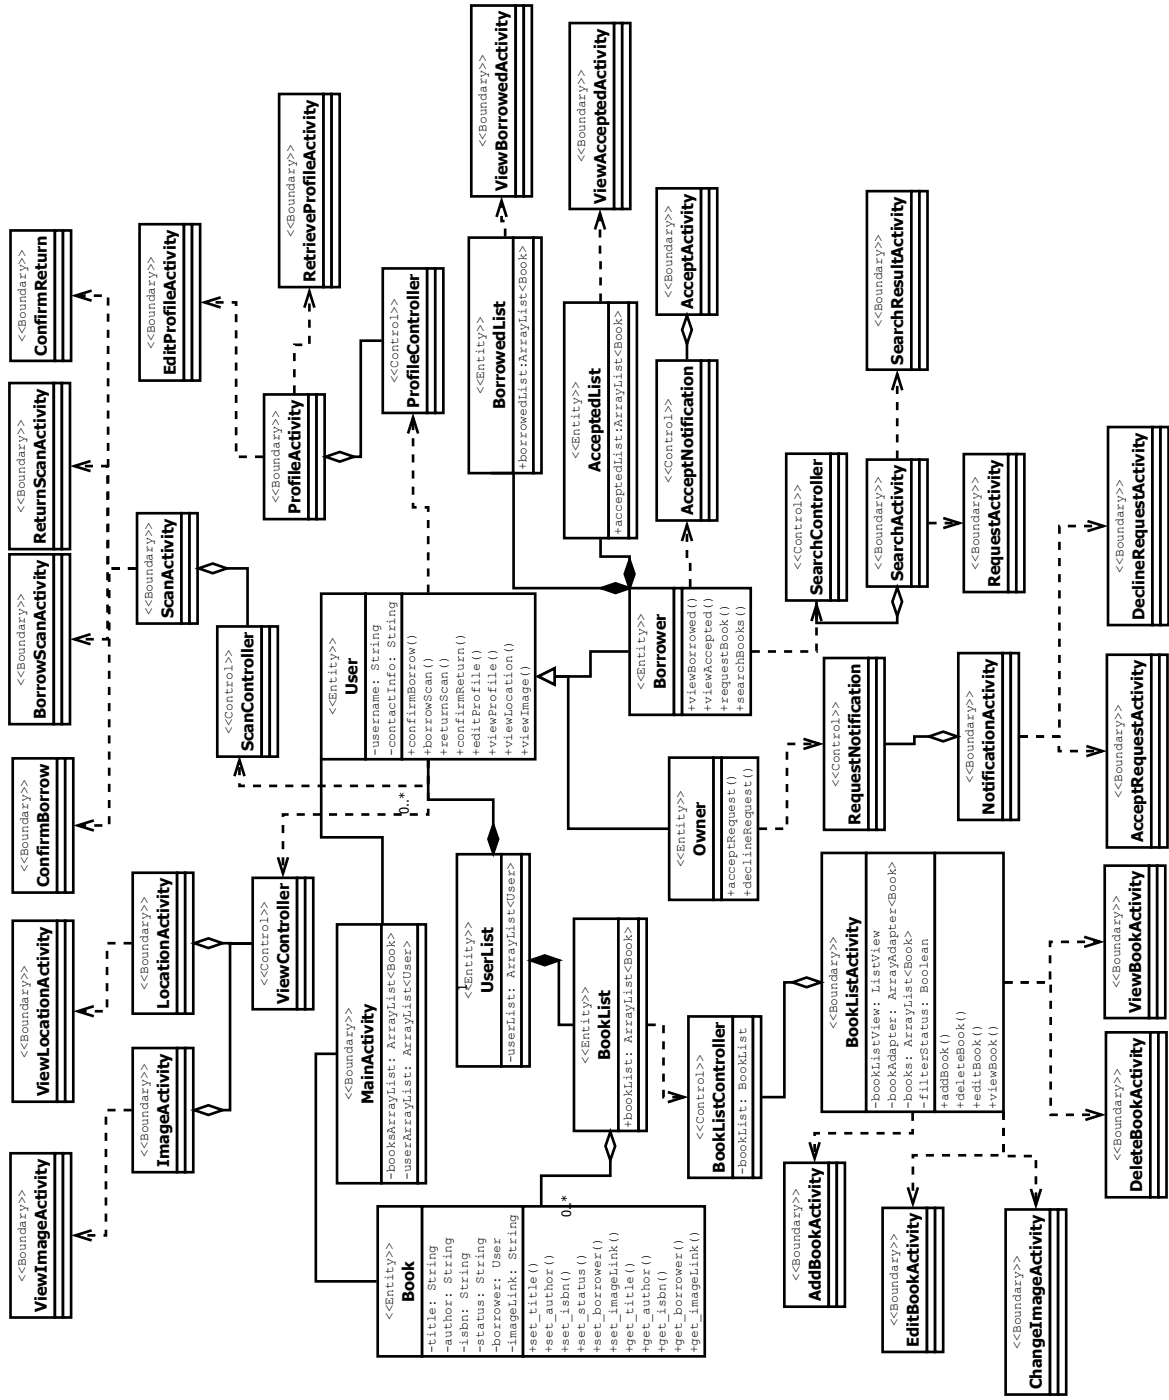 <<Boundary>>
ViewImageActivity
<<Boundary>>
ViewLocationActivity
<<Boundary>>
ConfirmBorrow
<<Boundary>>
BorrowScanActivity
<<Boundary>>
ReturnScanActivity
<<Boundary>>
ConfirmReturn
<<Boundary>>
ImageActivity
<<Boundary>>
LocationActivity
<<Boundary>>
ScanActivity
<<Boundary>>
EditProfileActivity
<<Control>>
ViewController
<<Control>>
ScanController
<<Boundary>>
ProfileActivity
<<Boundary>>
RetrieveProfileActivity
<<Boundary>>
MainActivity
-booksArrayList: ArrayList<Book>
-userArrayList: ArrayList<User>
<<Entity>>
User
-username: String
-contactInfo: String
+confirmBorrow()
+borrowScan()
+returnScan()
+confirmReturn()
+editProfile()
+viewProfile()
+viewLocation()
+viewImage()
<<Control>>
ProfileController
<<Entity>>
Book
-title: String
-author: String
-isbn: String
-status: String
-borrower: User
-imageLink: String
+set_title()
+set_author()
+set_isbn()
+set_status()
+set_borrower()
+set_imageLink()
+get_title()
+get_author()
+get_isbn()
+get_borrower()
+get_imageLink()
0..*
0..*
1
<<Entity>>
UserList
-userList: ArrayList<User>
<<Entity>>
BorrowedList
+borrowedList:ArrayList<Book>
<<Boundary>>
ViewBorrowedActivity
<<Entity>>
BookList
+bookList: ArrayList<Book>
<<Entity>>
AcceptedList
+acceptedList:ArrayList<Book>
<<Boundary>>
ViewAcceptedActivity
<<Entity>>
Owner
+acceptRequest()
+declineRequest()
<<Entity>>
Borrower
+viewBorrowed()
+viewAccepted()
+requestBook()
+searchBooks()
<<Control>>
AcceptNotification
<<Boundary>>
AcceptActivity
<<Control>>
BookListController
-bookList: BookList
<<Boundary>>
AddBookActivity
<<Boundary>>
BookListActivity
-bookListView: ListView
-bookAdapter: ArrayAdapter<Book>
-books: ArrayList<Book>
-filterStatus: Boolean
+addBook()
+deleteBook()
+editBook()
+viewBook()
<<Control>>
RequestNotification
<<Control>>
SearchController
<<Boundary>>
EditBookActivity
<<Boundary>>
SearchActivity
<<Boundary>>
SearchResultActivity
<<Boundary>>
NotificationActivity
<<Boundary>>
RequestActivity
<<Boundary>>
ChangeImageActivity
<<Boundary>>
DeleteBookActivity
<<Boundary>>
ViewBookActivity
<<Boundary>>
AcceptRequestActivity
<<Boundary>>
DeclineRequestActivity